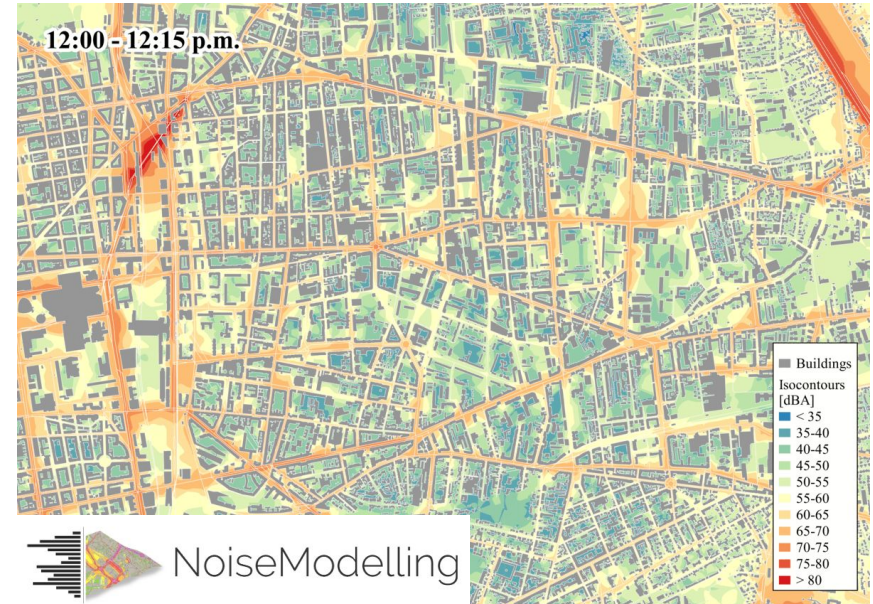 12:00 - 12:15 p.m.
Buildings
Isocontours
[dBA]
< 35
35-40
40-45
45-50
50-55
55-60
60-65
65-70
70-75
75-80
> 80
NoiseModelling